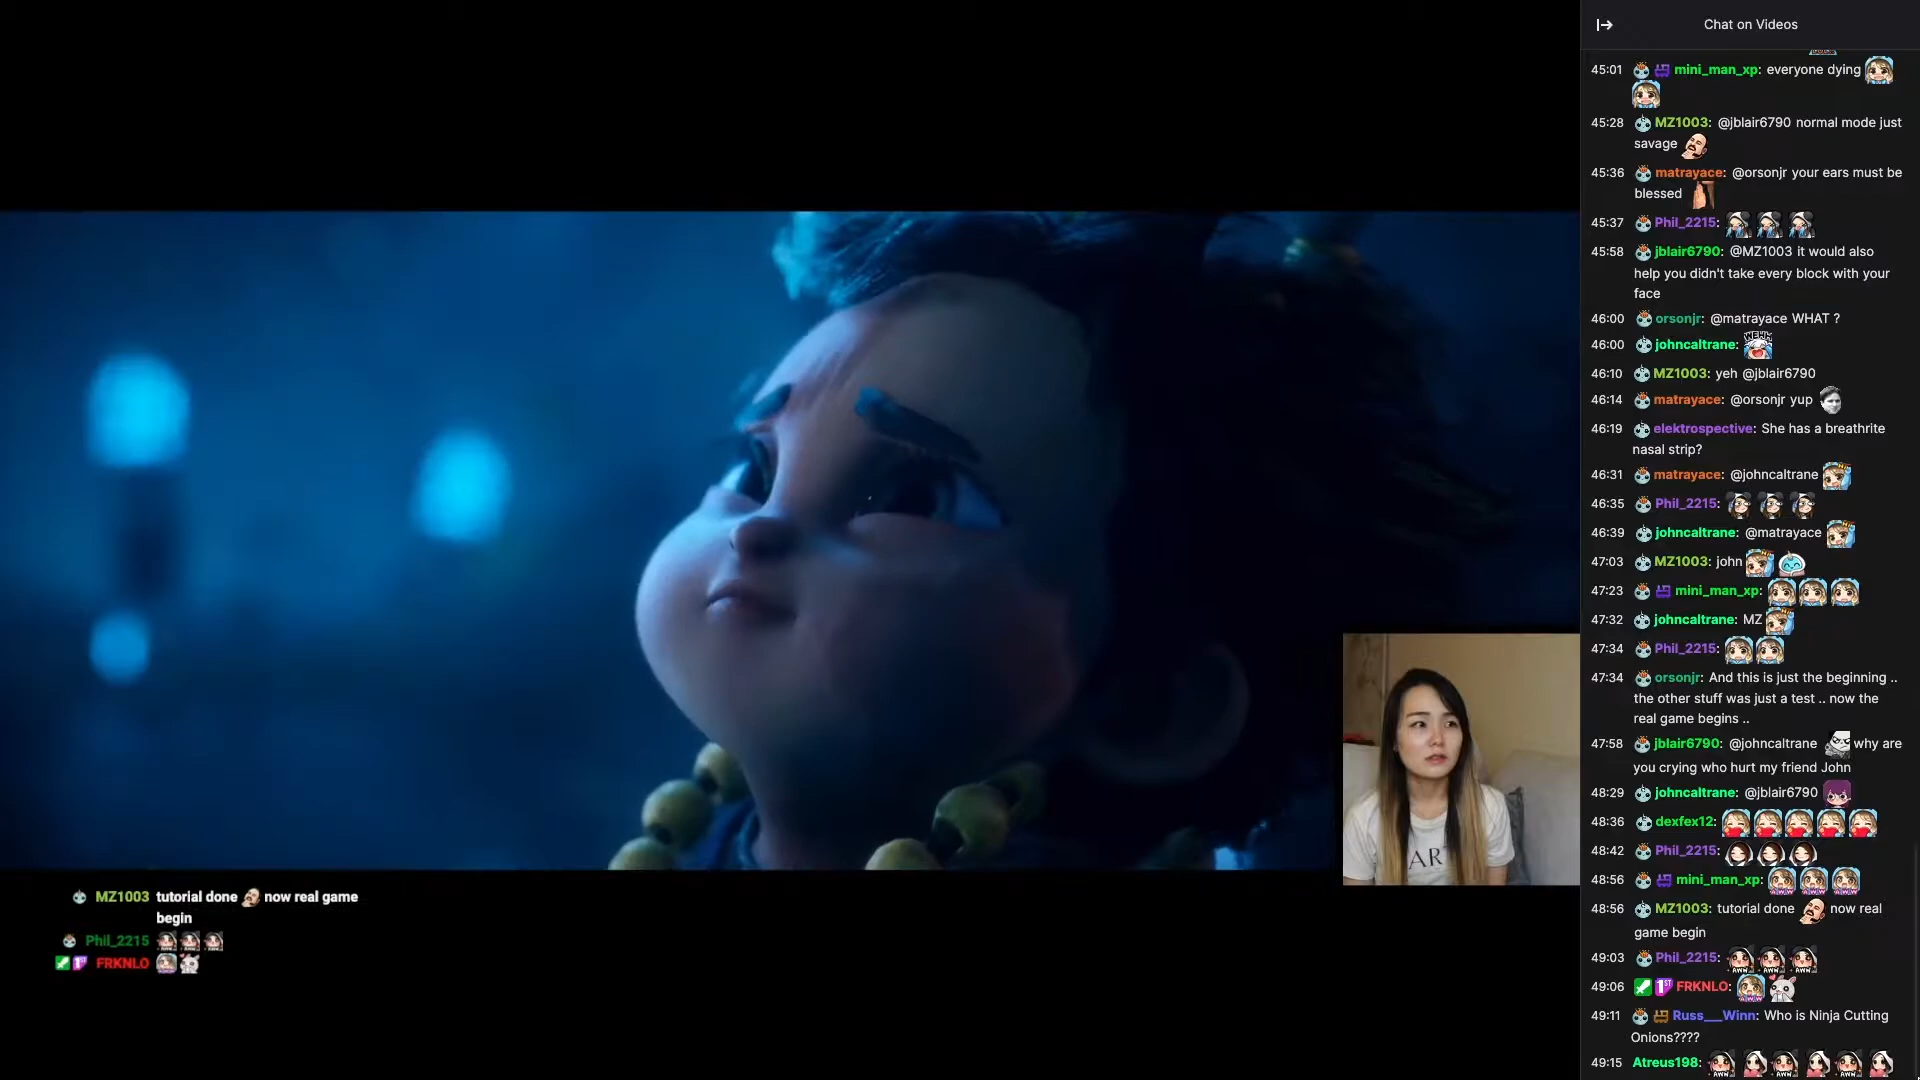 Chat on Videos
45:01 mini_man_xp: everyone dying
45:28 MZ1003: @jblair6790 normal mode just
savage
45:36 matrayace: @orsonjr your ears must be
blessed
45:37 Phil_2215:
45:58 jblair6790: @MZ1003 it would also
help you didn't take every block with your
face
46:00 orsonjr: @matrayace WHAT ?
46:00 johncaltrane:
46:10 MZ1003: yeh @jblair6790
46:14 matrayace: @orsonjr yup
46:19 elektrospective: She has a breathrite
nasal strip?
46:31 matrayace: @johncaltrane
46:35 Phil_2215:
46:39 johncaltrane: @matrayace
47:03 MZ1003: john
47:23 mini_man_xp:
47:32 johncaltrane: MZ
47:34 Phil_2215:
47:34 orsonjr: And this is just the beginning ..
the other stuff was just a test .. now the
real game begins ..
47:58 jblair6790: @johncaltrane why are
you crying who hurt my friend John
48:29 johncaltrane: @jblair6790
48:36 dexfex12:
48:42 Phil_2215:
48:56 mini_man_xp:
48:56 MZ1003: tutorial done now real
game begin
49:03 Phil_2215:
49:06 FRKNLO:
49:11 Russ__Winn: Who is Ninja Cutting
Onions????
49:15 Atreus198:
MZ1003 tutorial done now real game
begin
Phil_2215
FRKNLO
AR